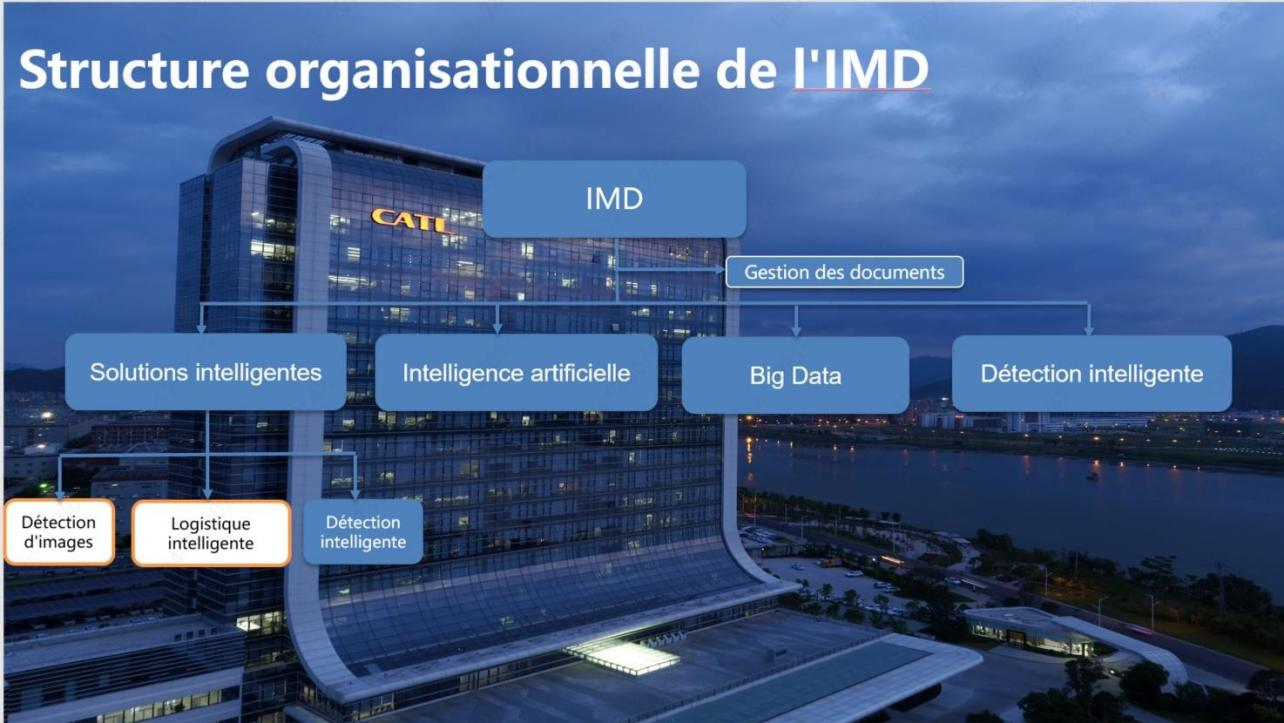 Structure organisationnelle de l'IMD
CATL
IMD
Gestion des documents
Solutions intelligentes
Intelligence artificielle
Big Data
Détection intelligente
Détection
d'images
Logistique
intelligente
Détection
intelligente